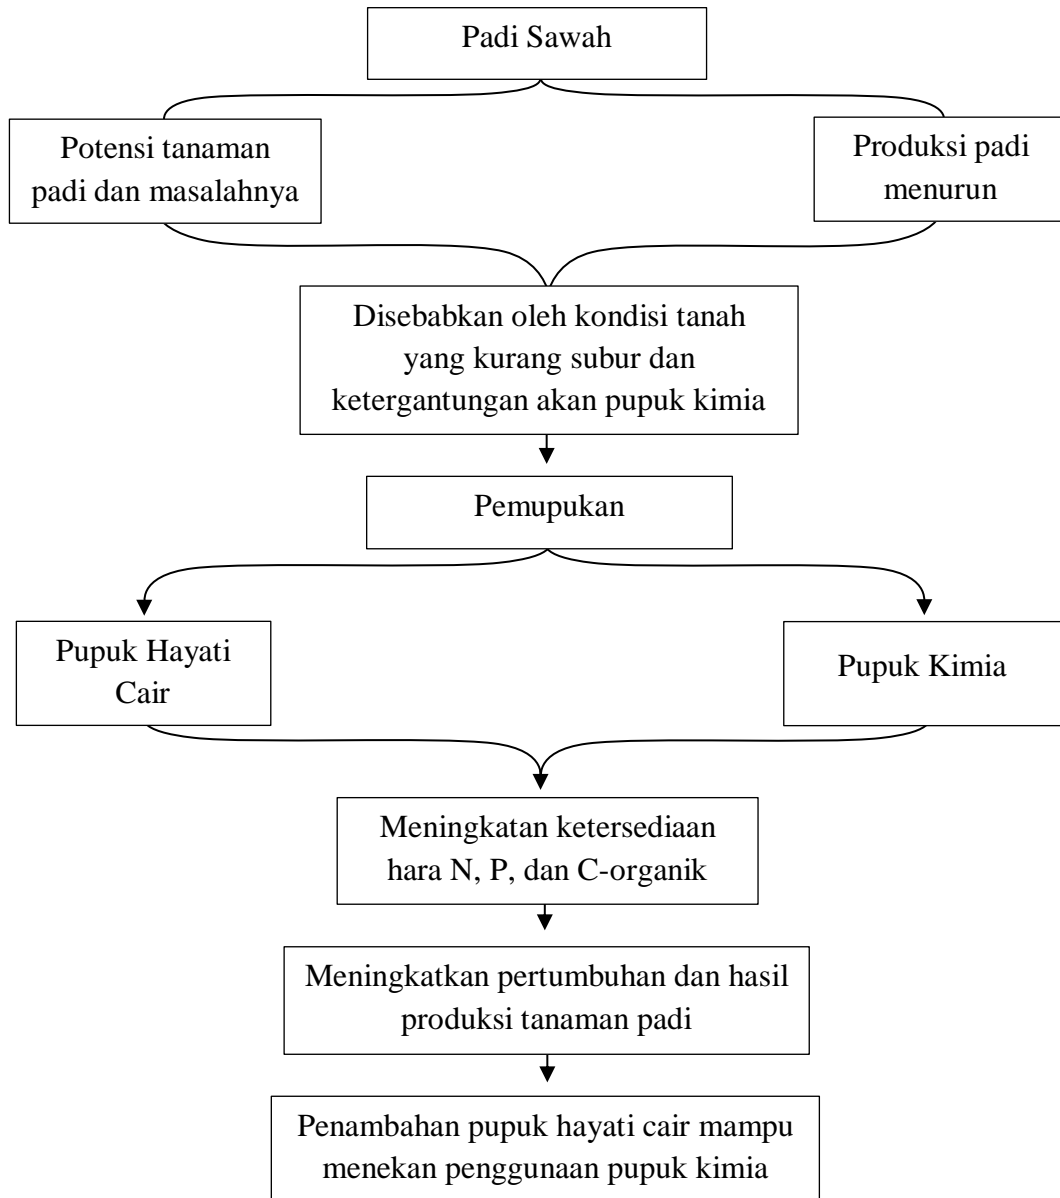 Padi Sawah
Potensi tanaman
padi dan masalahnya
Produksi padi
menurun
Disebabkan oleh kondisi tanah
yang kurang subur dan
ketergantungan akan pupuk kimia
Pemupukan
Pupuk Hayati
Cair
Pupuk Kimia
Meningkatan ketersediaan
hara N, P, dan C-organik
Meningkatkan pertumbuhan dan hasil
produksi tanaman padi
Penambahan pupuk hayati cair mampu
menekan penggunaan pupuk kimia